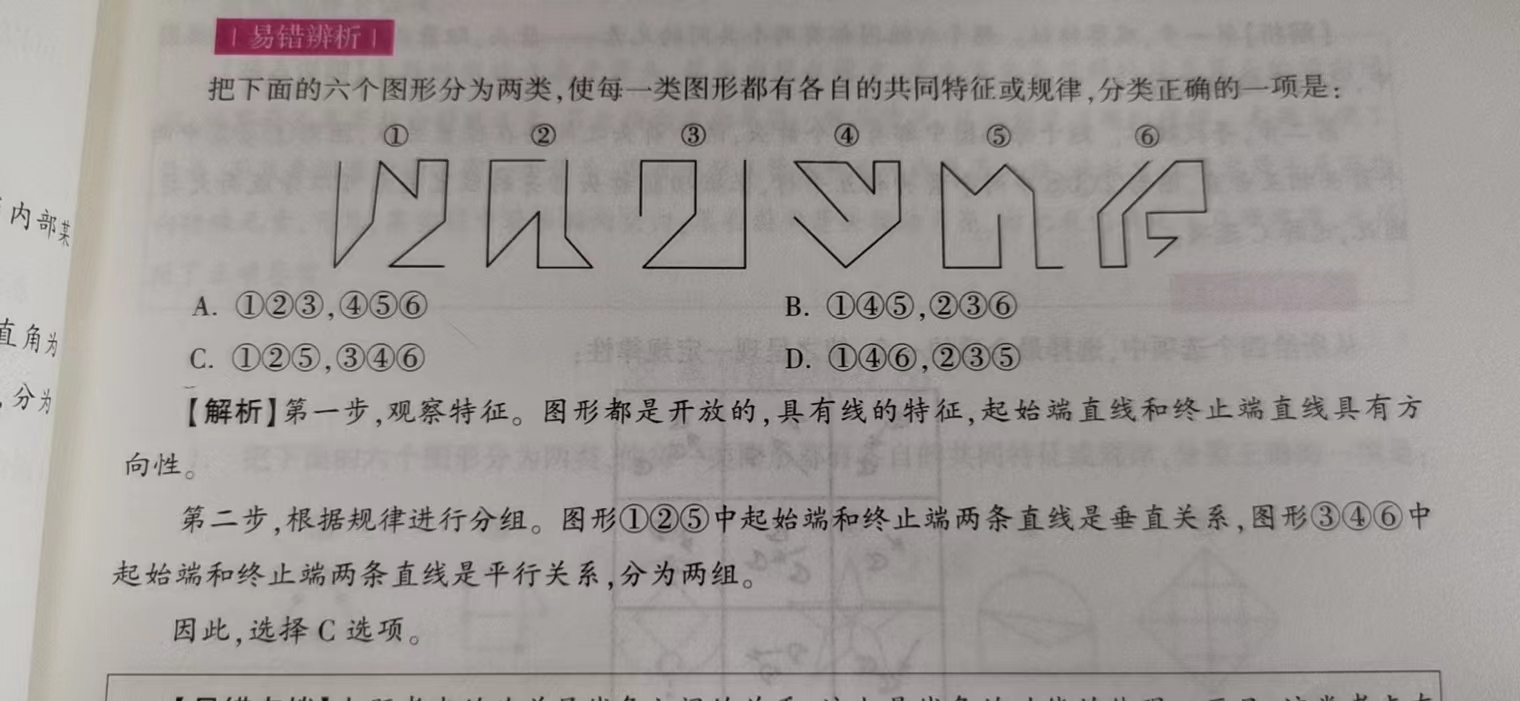 易错辨析
把下面的六个图形分为两类,使每一类图形都有各自的共同特征或规律,分类正确的一项是:
① ② ③ ④ ⑤ ⑥
A. ①②③,④⑤⑥ B. ①④⑤,②③⑥
C. ①②⑤,③④⑥ D. ①④⑥,②③⑤
【解析】第一步,观察特征。图形都是开放的,具有线的特征,起始端直线和终止端直线具有方
向性。
第二步,根据规律进行分组。图形①②⑤中起始端和终止端两条直线是垂直关系,图形③④⑥中
起始端和终止端两条直线是平行关系,分为两组。
因此,选择C选项。
内部某
直角为
,分为